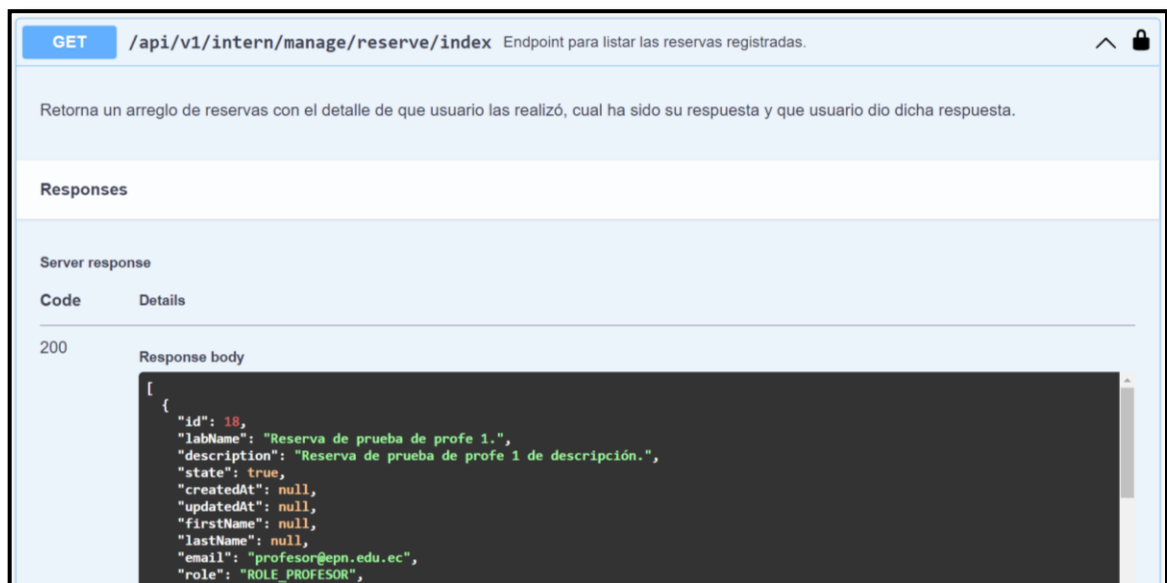 GET /api/v1/intern/manage/reserve/index Endpoint para listar las reservas registradas.
Retorna un arreglo de reservas con el detalle de que usuario las realizó, cual ha sido su respuesta y que usuario dio dicha respuesta.
Responses
Server response
Code Details
200
Response body
[
{
"id": 18,
"labName": "Reserva de prueba de profe 1.",
"description": "Reserva de prueba de profe 1 de descripción.",
"state": true,
"createdAt": null,
"updatedAt": null,
"firstName": null,
"lastName": null,
"email": "profesor@epn.edu.ec",
"role": "ROLE_PROFESOR",